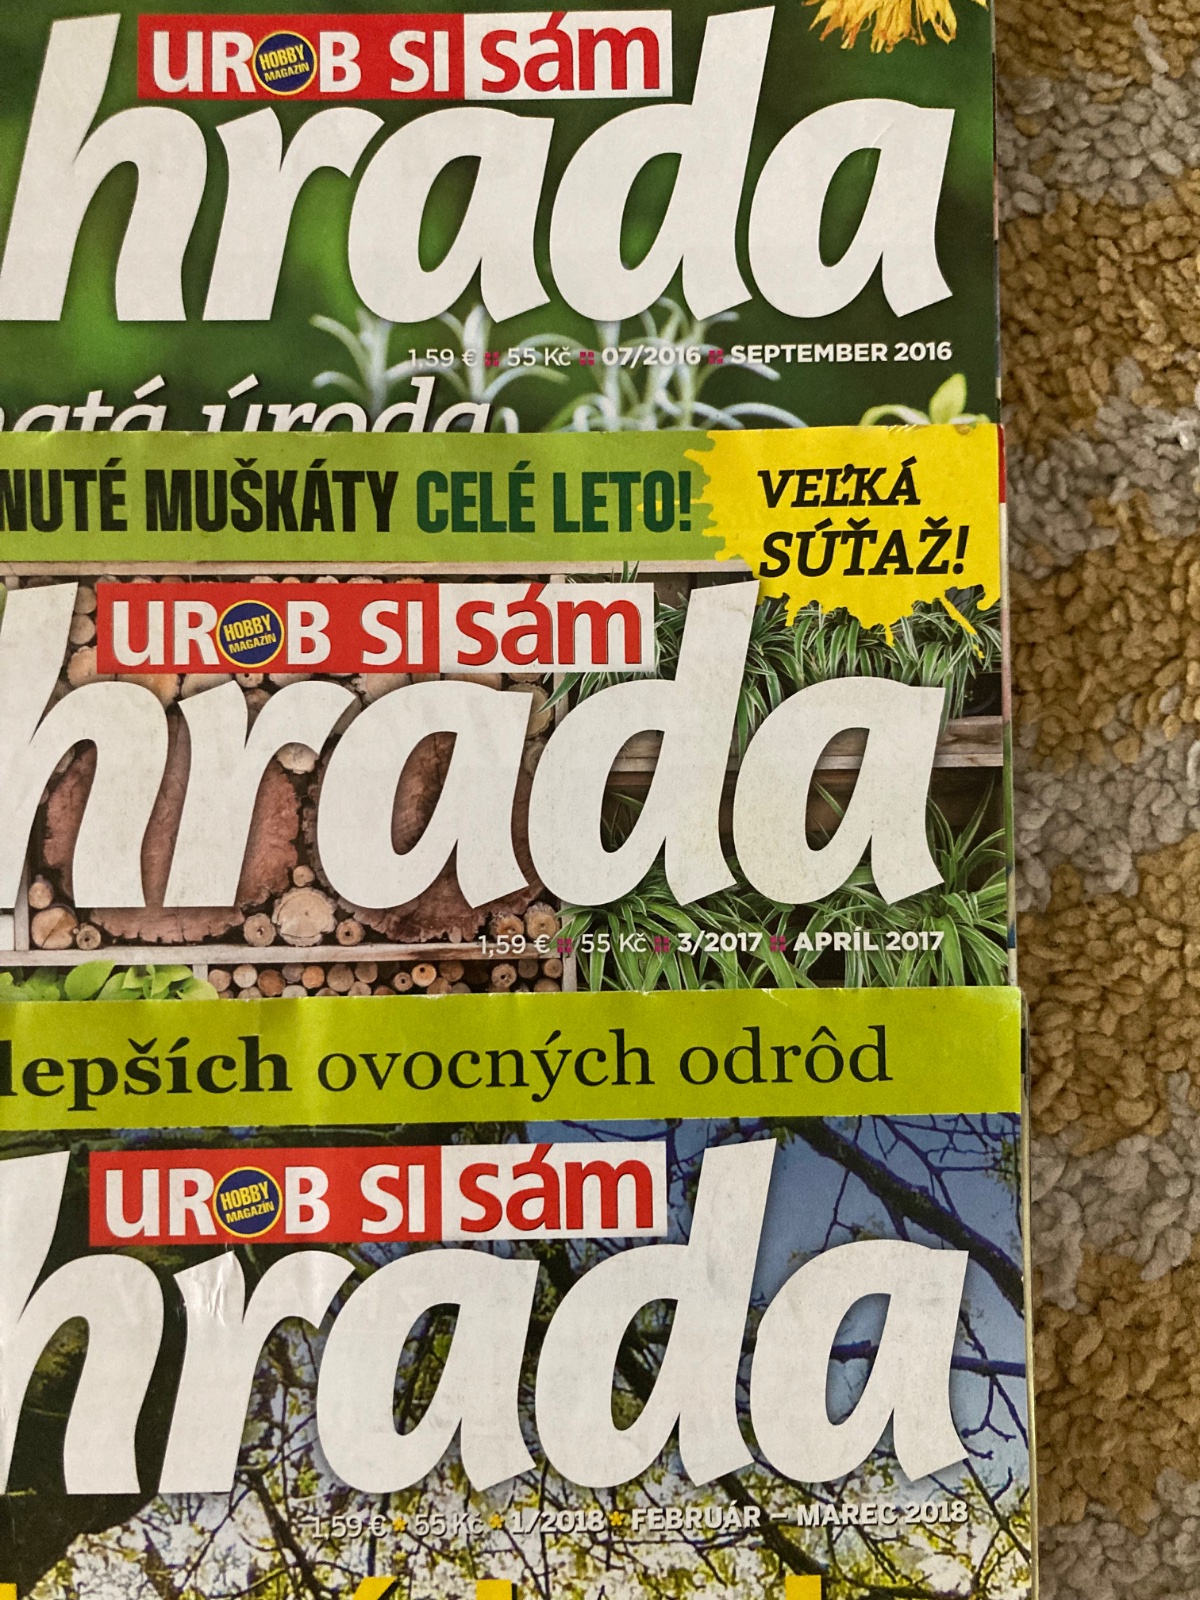 UROB SI sám
HOBBY
MAGAZÍN
hrada
1,59 € 55 Kč 07/2016 SEPTEMBER 2016
úroda
NUTÉ MUŠKÁTY CELÉ LETO!
VEĽKÁ
SÚŤAŽ!
UROB SI sám
HOBBY
MAGAZÍN
hrada
1,59 € 55 Kč 3/2017 APRÍL 2017
lepších ovocných odrôd
UROB SI sám
HOBBY
MAGAZÍN
hrada
1,59 € * 55 Kč * 1/2018 * FEBRUÁR – MAREC 2018